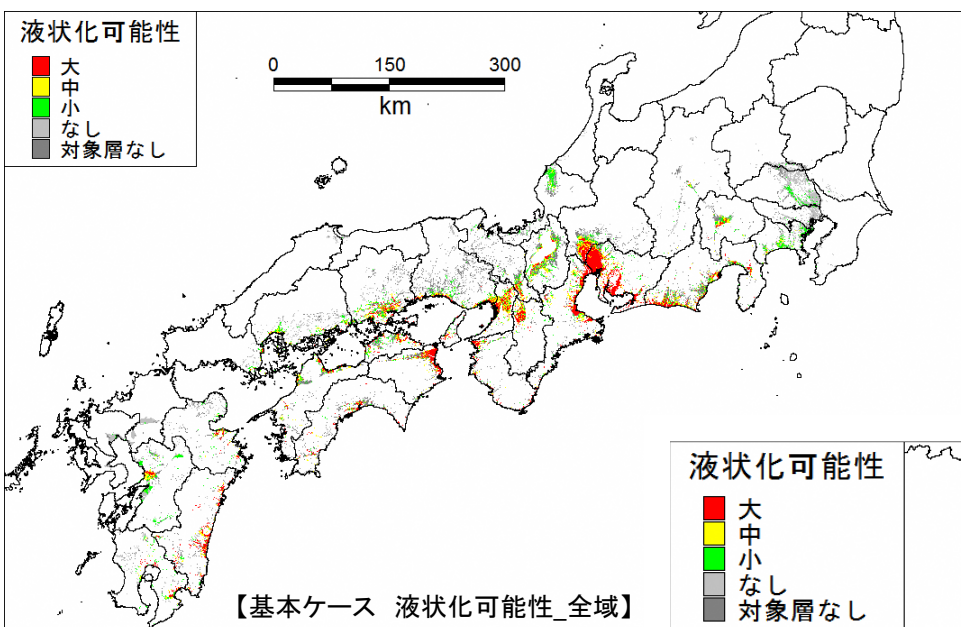 液状化可能性
大
中
小
なし
対象層なし
0 150 300
km
液状化可能性
大
中
小
なし
対象層なし
【基本ケース 液状化可能性_全域】